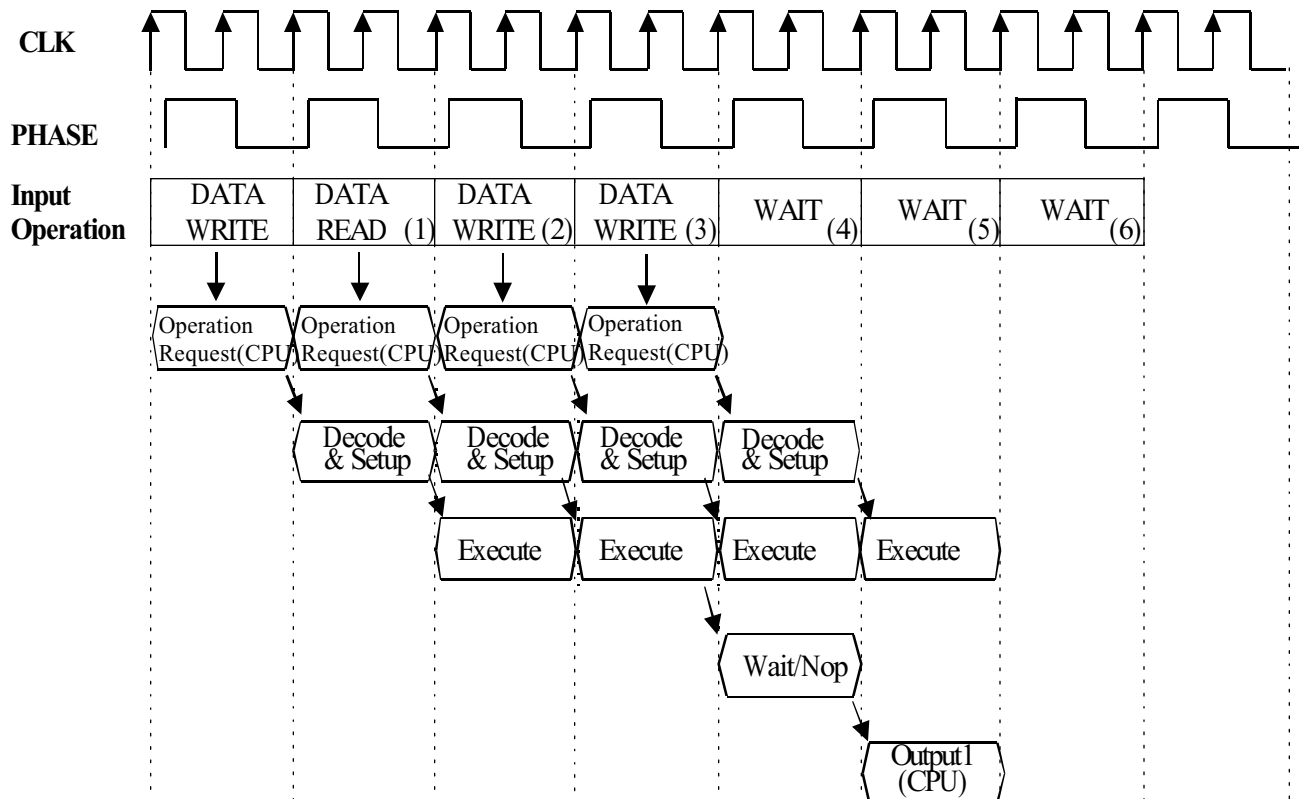 CLK
PHASE
Input
Operation
DATA
WRITE
DATA
READ (1)
DATA
WRITE (2)
DATA
WRITE (3)
WAIT
(4)
WAIT
(5)
WAIT
(6)
Operation
Request(CPU)
Operation
Request(CPU)
Operation
Request(CPU)
Operation
Request(CPU)
Decode
& Setup
Decode
& Setup
Decode
& Setup
Decode
& Setup
Execute
Execute
Execute
Execute
Wait/Nop
Output1
(CPU)